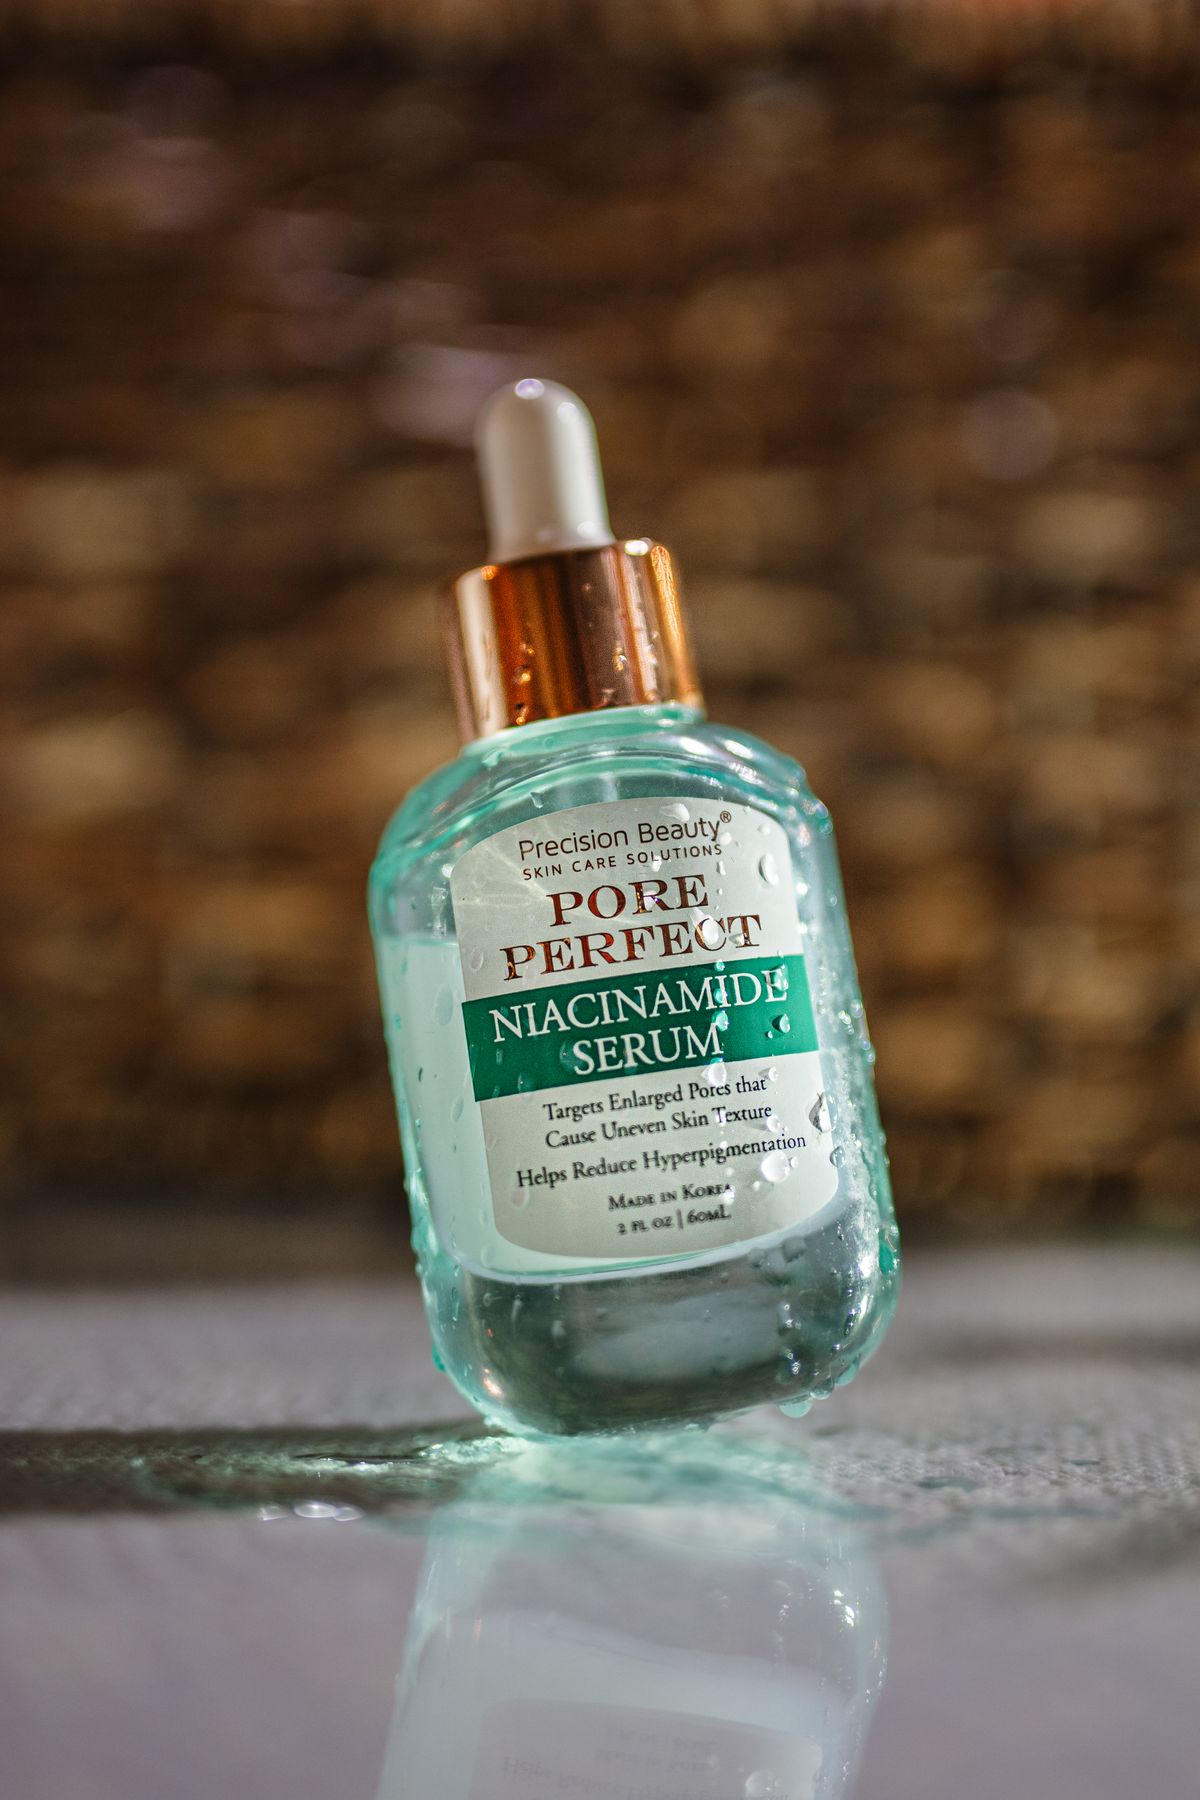 Precision Beauty®
SKIN CARE SOLUTIONS
PORE
PERFECT
NIACINAMIDE
SERUM
Targets Enlarged Pores that
Cause Uneven Skin Texture
Helps Reduce Hyperpigmentation
MADE IN KOREA
2 FL OZ | 60mL